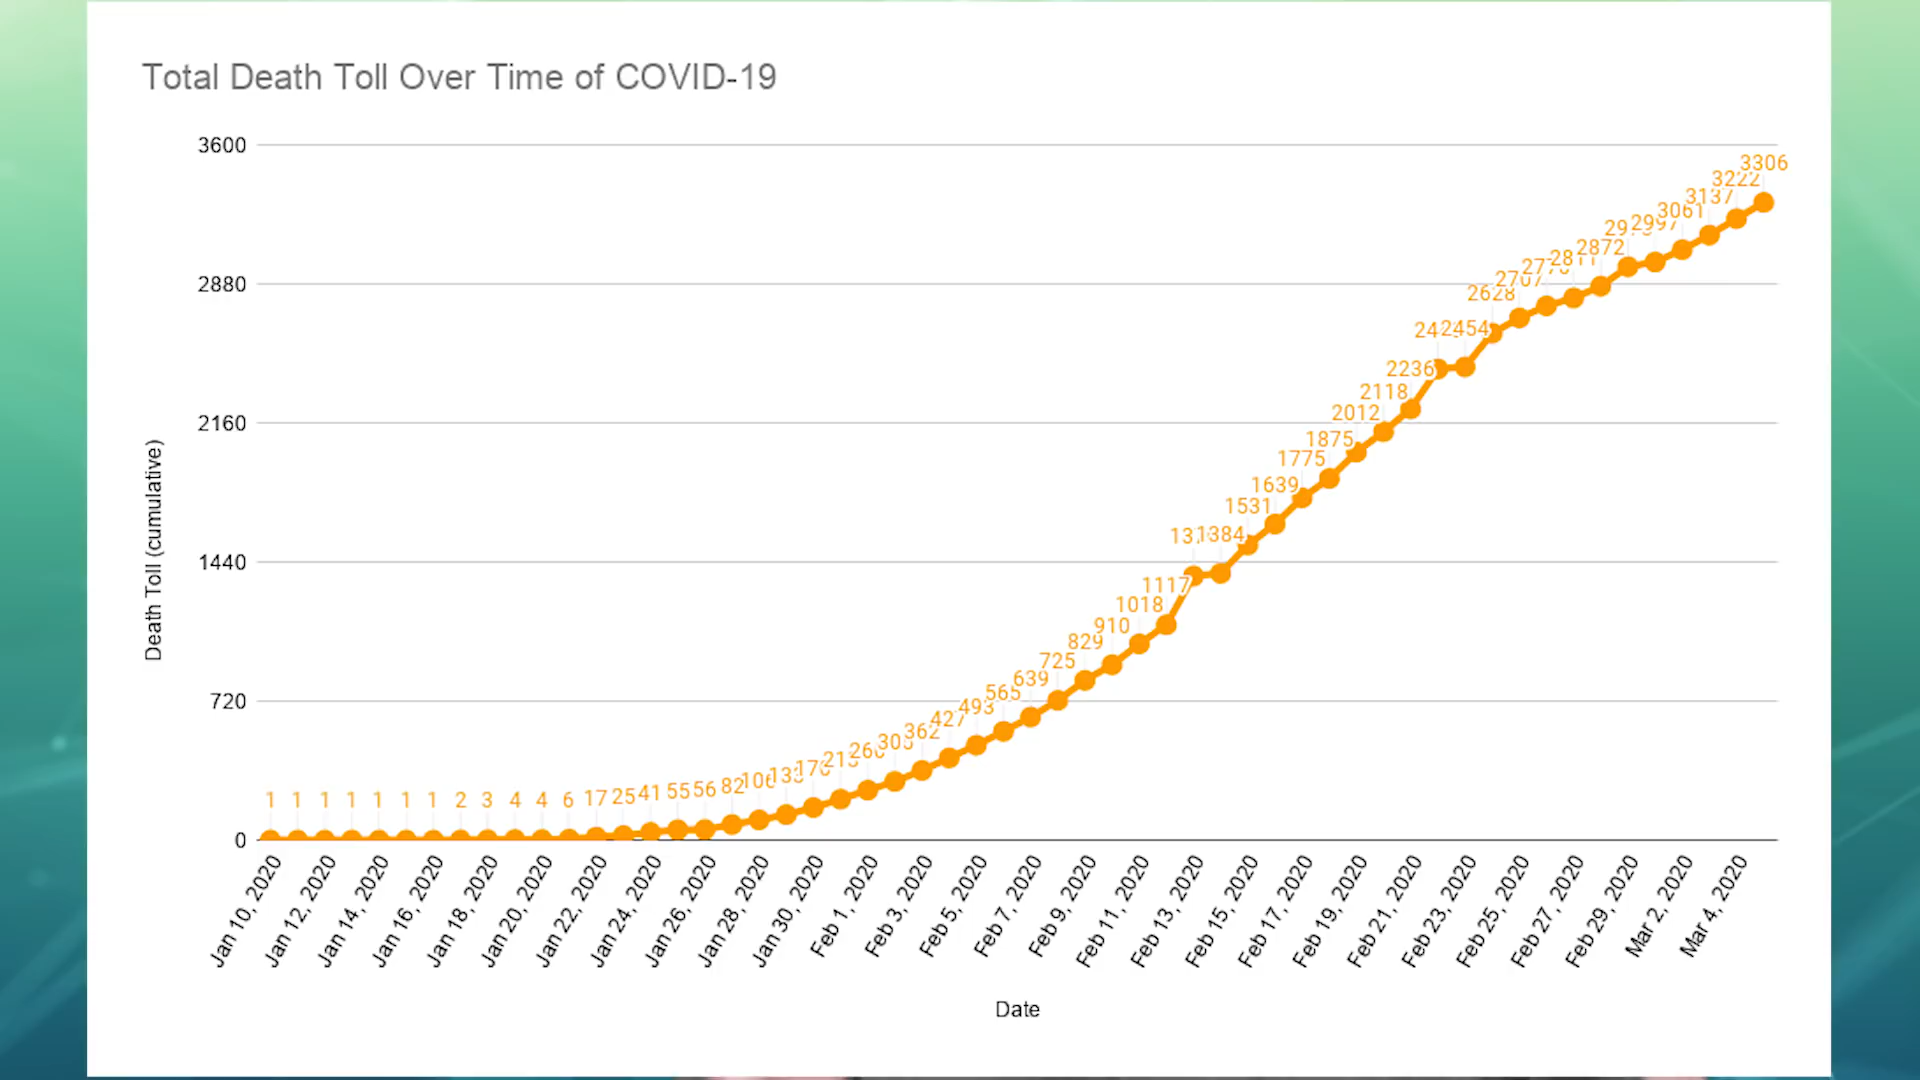 Total Death Toll Over Time of COVID-19
3600
2880
2160
1440
720
0
Death Toll (cumulative)
1 1 1 1 1 1 1 2 3 4 4 6 17 25 41 55 56 82 106 170 213 362 427 493 565 639 725 829 910 1018 1117 1384 1531 1639 1775 1875 2012 2118 2236 2454 2628 2707 2872 2997 3061 3137 3222 3306
Jan 10, 2020
Jan 12, 2020
Jan 14, 2020
Jan 16, 2020
Jan 18, 2020
Jan 20, 2020
Jan 22, 2020
Jan 24, 2020
Jan 26, 2020
Jan 28, 2020
Jan 30, 2020
Feb 1, 2020
Feb 3, 2020
Feb 5, 2020
Feb 7, 2020
Feb 9, 2020
Feb 11, 2020
Feb 13, 2020
Feb 15, 2020
Feb 17, 2020
Feb 19, 2020
Feb 21, 2020
Feb 23, 2020
Feb 25, 2020
Feb 27, 2020
Feb 29, 2020
Mar 2, 2020
Mar 4, 2020
Date